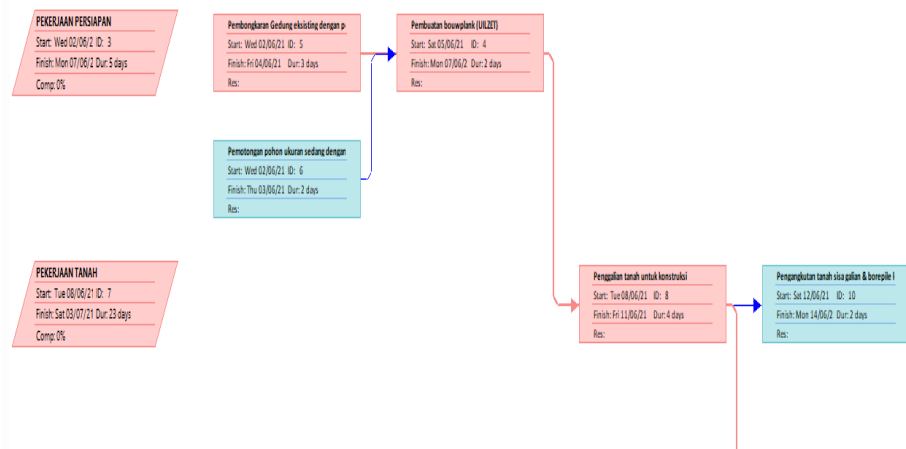 PEKERJAAN PERSIAPAN
Start: Wed 02/06/2 ID: 3
Finish: Mon 07/06/2 Dur: 5 days
Comp: 0%
Pembongkaran Gedung eksisting dengan p
Start: Wed 02/06/21 ID: 5
Finish: Fri 04/06/21 Dur: 3 days
Res:
Pembuatan bouwplank (UILZET)
Start: Sat 05/06/21 ID: 4
Finish: Mon 07/06/2 Dur: 2 days
Res:
Pemotongan pohon ukuran sedang dengan
Start: Wed 02/06/21 ID: 6
Finish: Thu 03/06/21 Dur: 2 days
Res:
PEKERJAAN TANAH
Start: Tue 08/06/21 ID: 7
Finish: Sat 03/07/21 Dur: 23 days
Comp: 0%
Penggalian tanah untuk konstruksi
Start: Tue 08/06/21 ID: 8
Finish: Fri 11/06/21 Dur: 4 days
Res:
Pengangkutan tanah sisa galian & borepile
Start: Sat 12/06/21 ID: 10
Finish: Mon 14/06/2 Dur: 2 days
Res: